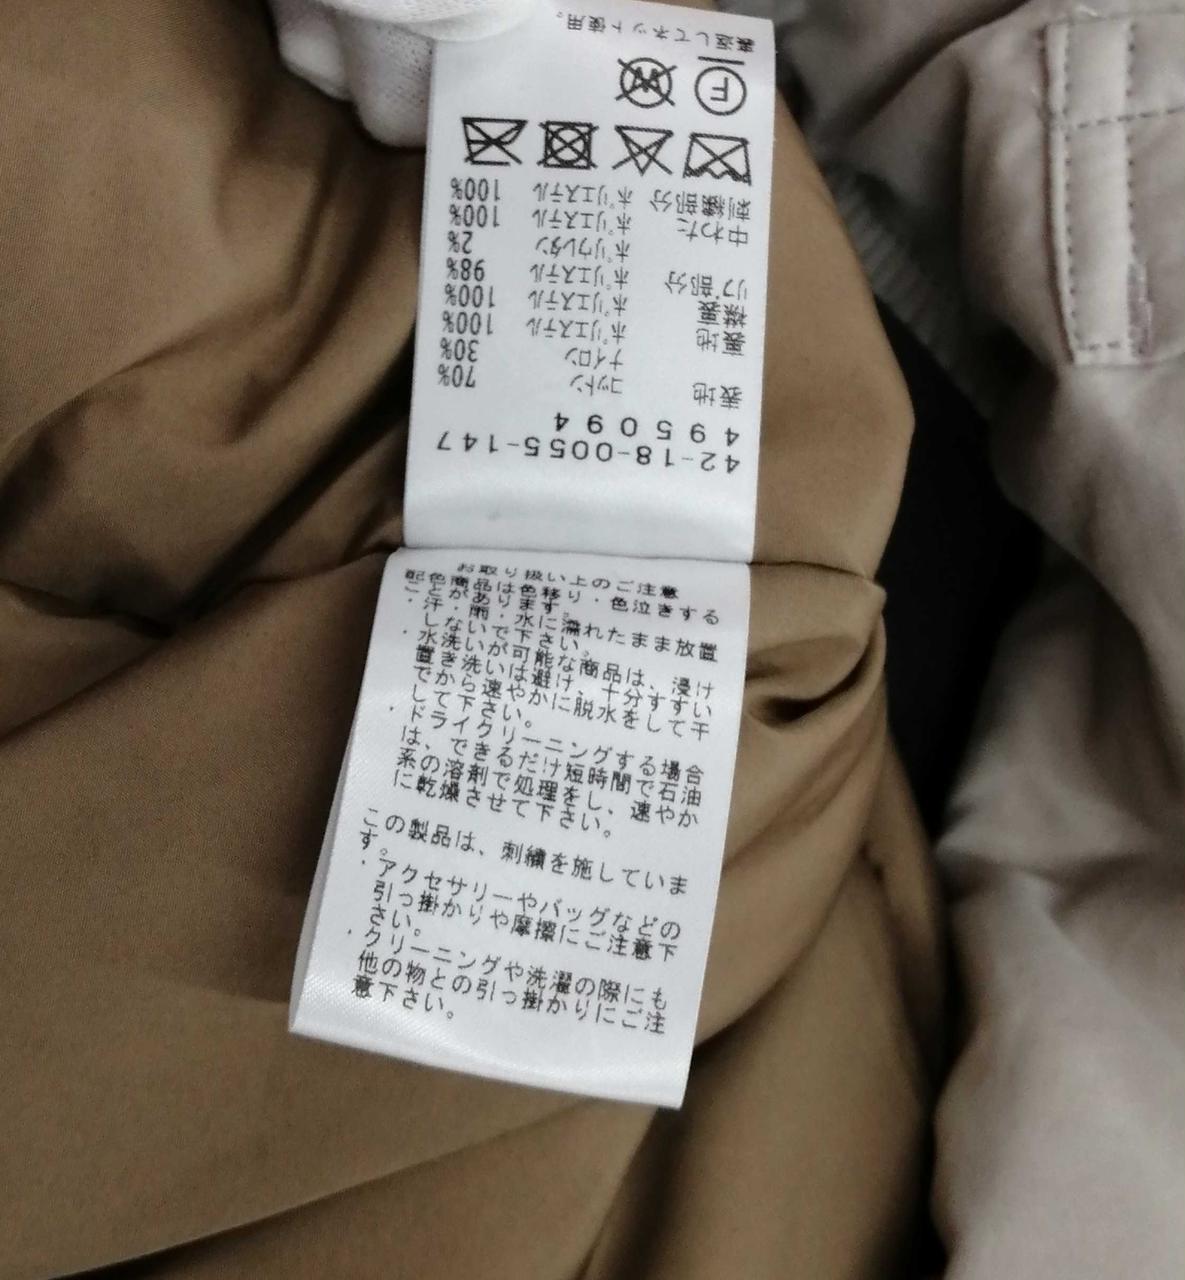 42-18-0055-147
495094
表地 コットン 70%
ナイロン 30%
裏地 ポリエステル 100%
襟裏 ポリエステル 100%
リブ部分 ポリエステル 98%
ポリウレタン 2%
中わた ポリエステル 100%
刺繍部分 ポリエステル 100%
F W
裏返してネット使用。
お取り扱い上のご注意
配色商品は色移り・色泣きする
ことがあります。
・汗・雨・水に濡れたまま放置
しないで下さい。
・水洗いが可能な商品は、浸け
置き洗いは避け、十分すすい
でから速やかに脱水をして干
して下さい。
・ドライクリーニングする場合
は、できるだけ短時間で石油
系の溶剤で処理をし、速やか
に乾燥させて下さい。
この製品は、刺繍を施していま
す。
・アクセサリーやバッグなどの
引っ掛かりや摩擦にご注意下
さい。
・クリーニングや洗濯の際にも
他の物との引っ掛かりにご注
意下さい。